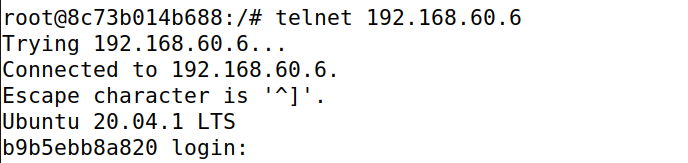 root@8c73b014b688:/# telnet 192.168.60.6
Trying 192.168.60.6...
Connected to 192.168.60.6.
Escape character is '^]'.
Ubuntu 20.04.1 LTS
b9b5ebb8a820 login: